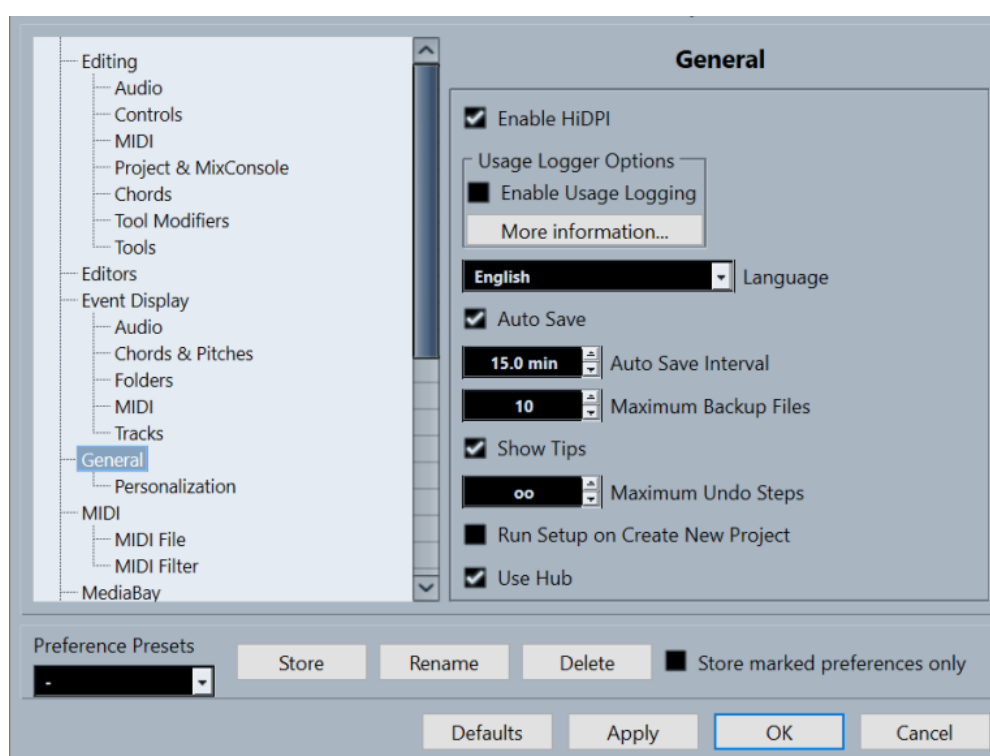 Editing
Audio
Controls
MIDI
Project & MixConsole
Chords
Tool Modifiers
Tools
Editors
Event Display
Audio
Chords & Pitches
Folders
MIDI
Tracks
General
Personalization
MIDI
MIDI File
MIDI Filter
MediaBay
General
Enable HiDPI
Usage Logger Options
Enable Usage Logging
More information...
English Language
Auto Save
15.0 min Auto Save Interval
10 Maximum Backup Files
Show Tips
oo Maximum Undo Steps
Run Setup on Create New Project
Use Hub
Preference Presets
-
Store Rename Delete Store marked preferences only
Defaults Apply OK Cancel